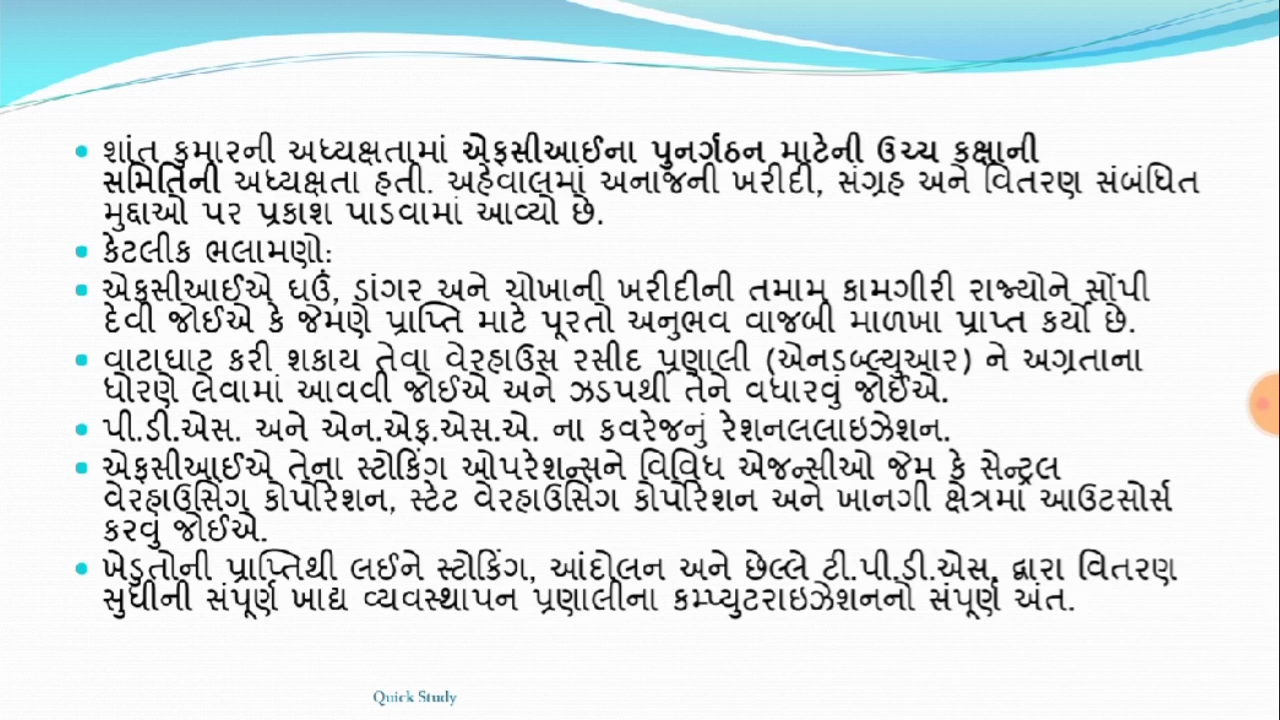 • શાંત કુમારની અધ્યક્ષતામાં એફસીઆઈના પુનર્ગઠન માટેની ઉચ્ચ કક્ષાની
સમિતિની અધ્યક્ષતા હતી. અહેવાલમાં અનાજની ખરીદી, સંગ્રહ અને વિતરણ સંબંધિત
મુદ્દાઓ પર પ્રકાશ પાડવામાં આવ્યો છે.
• કેટલીક ભલામણો:
• એફસીઆઈએ ઘઉં, ડાંગર અને ચોખાની ખરીદીની તમામ કામગીરી રાજ્યોને સોંપી
દેવી જોઈએ કે જેમણે પ્રાપ્તિ માટે પૂરતો અનુભવ વાજબી માળખા પ્રાપ્ત કર્યો છે.
• વાટાઘાટ કરી શકાય તેવા વેરહાઉસ રસીદ પ્રણાલી (એનડબ્લ્યુઆર) ને અગ્રતાના
ધોરણે લેવામાં આવવી જોઈએ અને ઝડપથી તેને વધારવું જોઈએ.
• પી.ડી.એસ. અને એન.એફ.એસ.એ. ના કવરેજનું રેશનલલાઇઝેશન.
• એફસીઆઈએ તેના સ્ટોકિંગ ઓપરેશન્સને વિવિધ એજન્સીઓ જેમ કે સેન્ટ્રલ
વેરહાઉસિંગ કોર્પોરેશન, સ્ટેટ વેરહાઉસિંગ કોર્પોરેશન અને ખાનગી ક્ષેત્રમાં આઉટસોર્સ
કરવું જોઈએ.
• ખેડુતોની પ્રાપ્તિથી લઈને સ્ટોકિંગ, આંદોલન અને છેલ્લે ટી.પી.ડી.એસ. દ્વારા વિતરણ
સુધીની સંપૂર્ણ ખાદ્ય વ્યવસ્થાપન પ્રણાલીના કમ્પ્યુટરાઇઝેશનનો સંપૂર્ણ અંત.
Quick Study